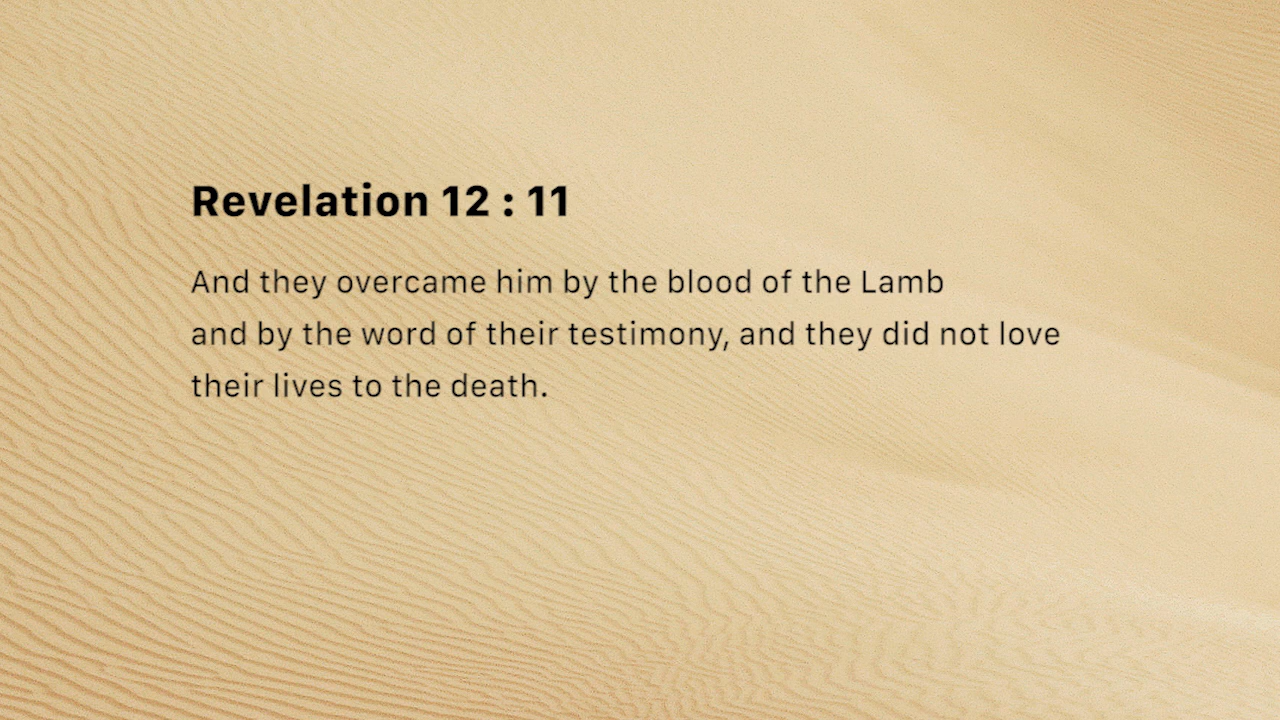 Revelation 12 : 11
And they overcame him by the blood of the Lamb
and by the word of their testimony, and they did not love
their lives to the death.